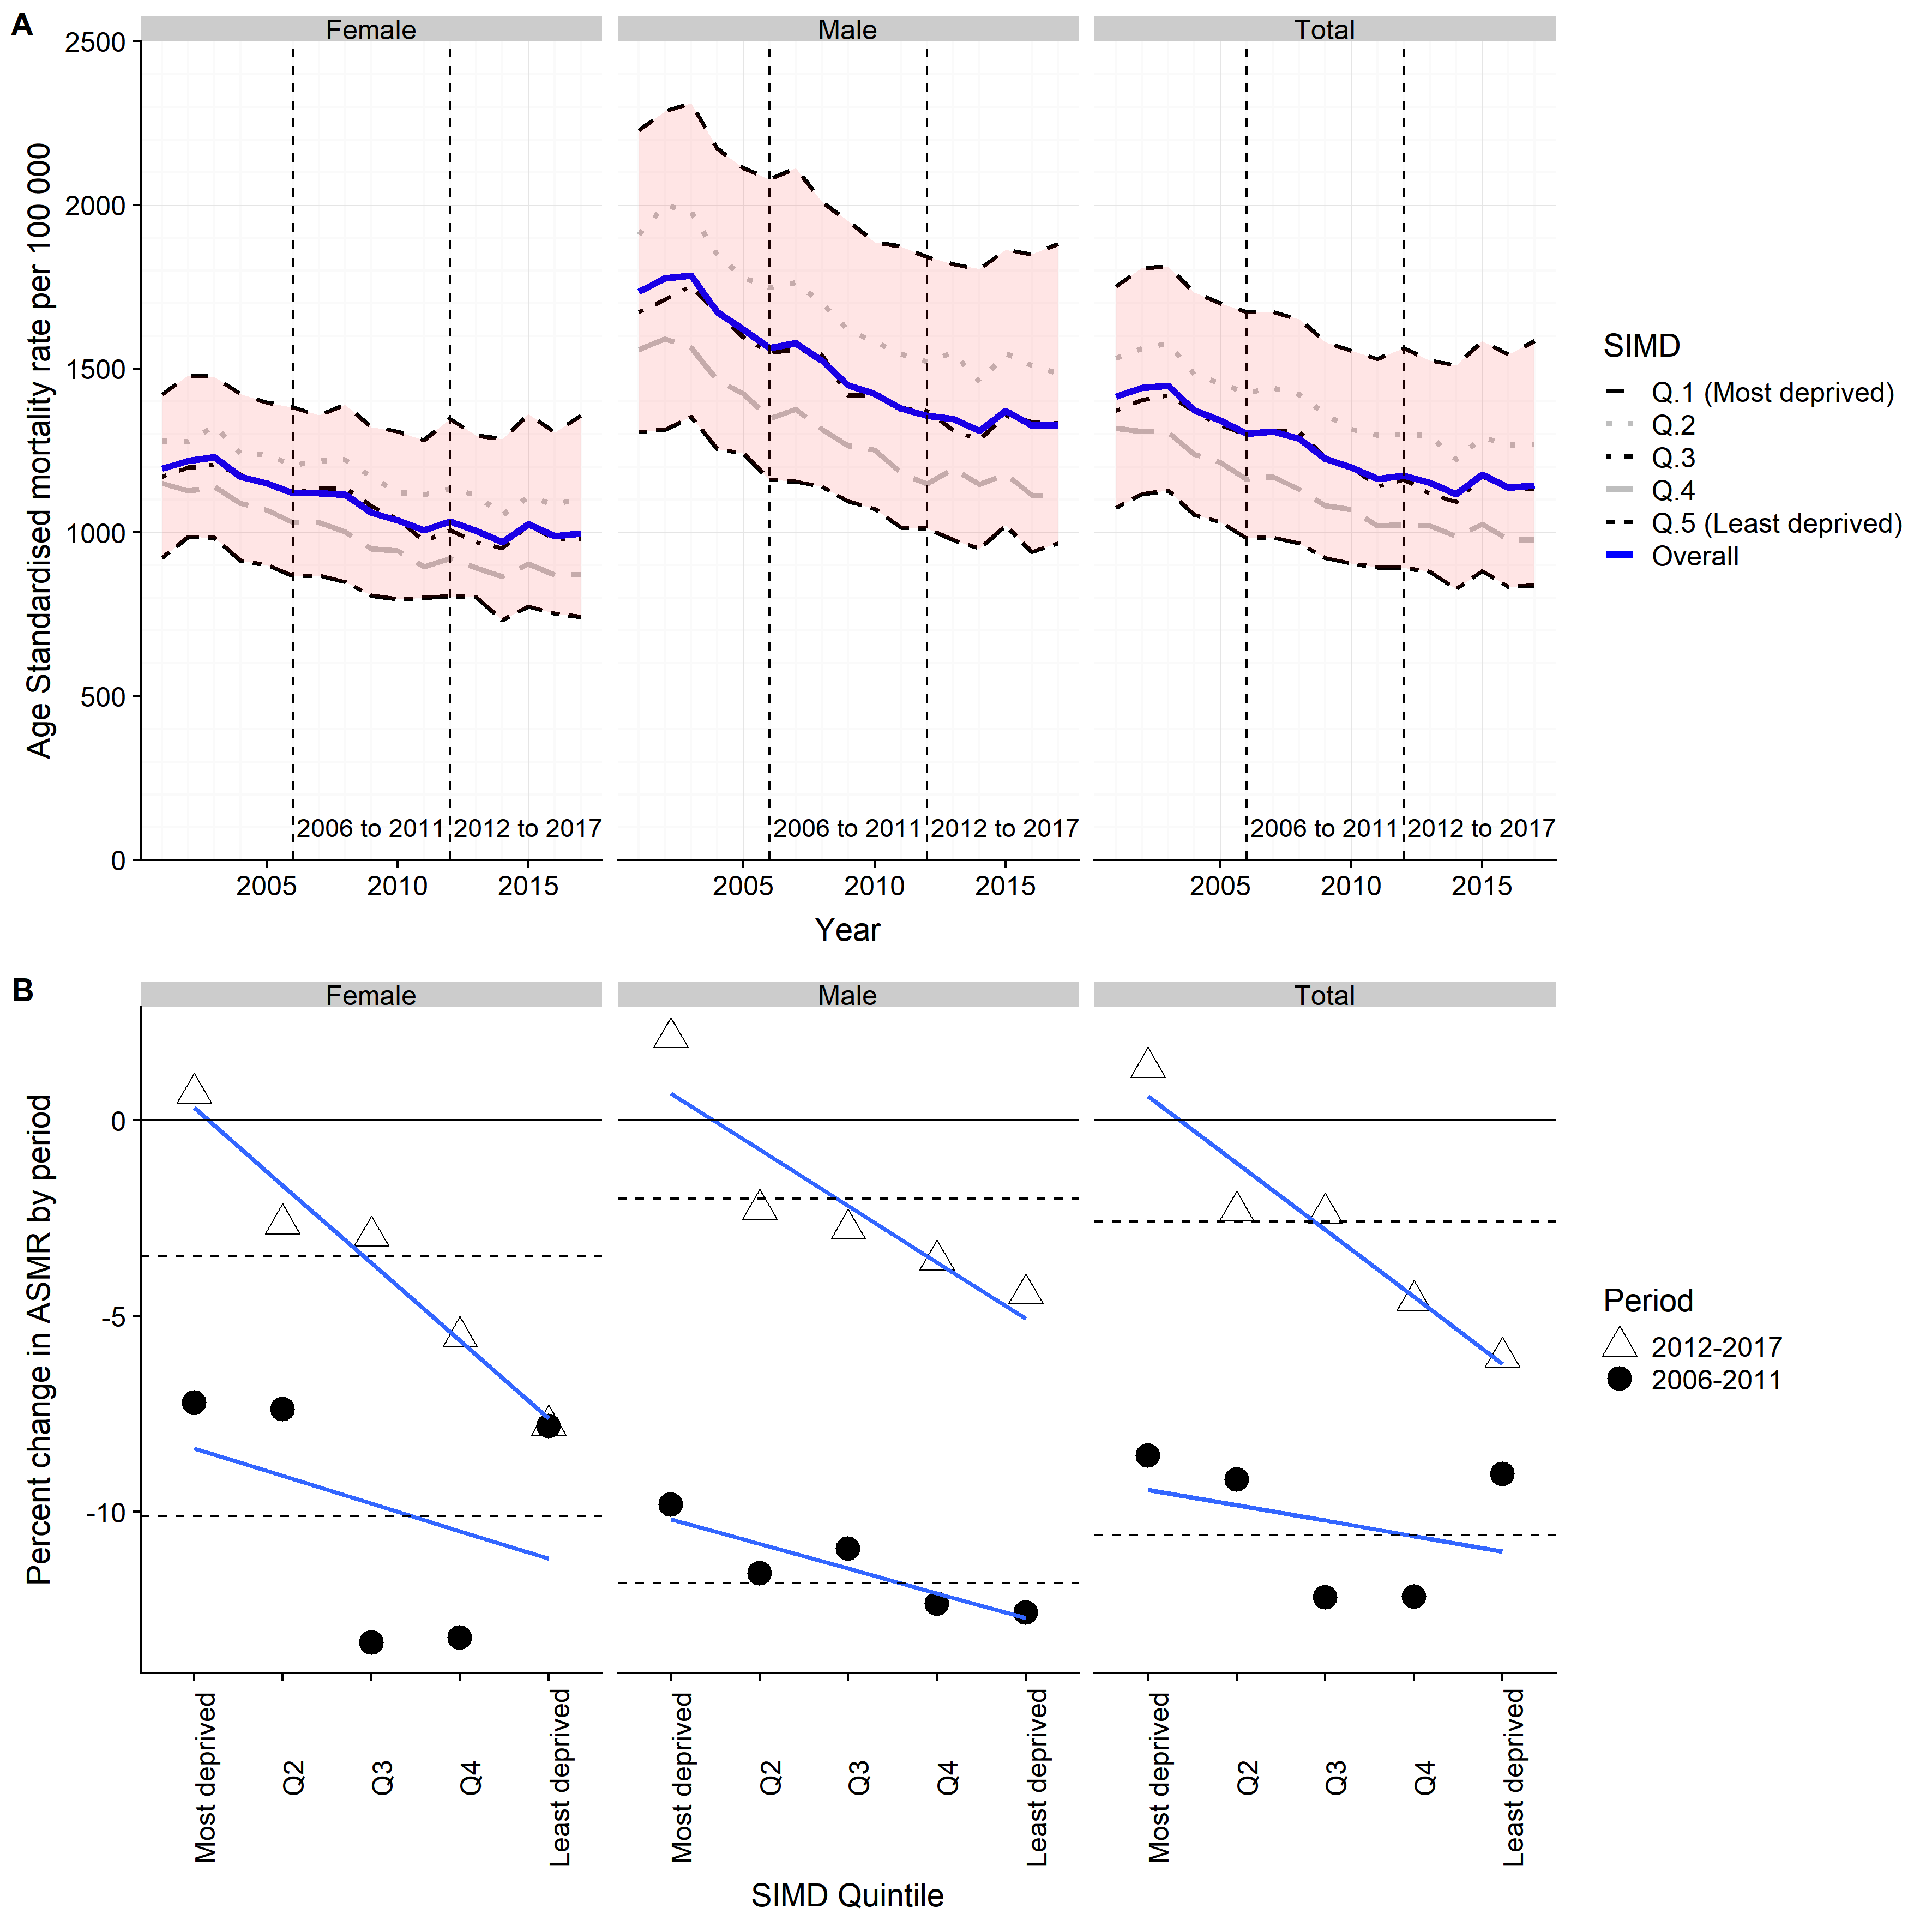 A
Female
Male
Total
Age Standardised mortality rate per 100 000
2500
2000
1500
1000
500
0
2006 to 2011
2012 to 2017
2006 to 2011
2012 to 2017
2006 to 2011
2012 to 2017
2005
2010
2015
2005
2010
2015
2005
2010
2015
Year
SIMD
Q.1 (Most deprived)
Q.2
Q.3
Q.4
Q.5 (Least deprived)
Overall
B
Female
Male
Total
Percent change in ASMR by period
0
-5
-10
Most deprived
Q2
Q3
Q4
Least deprived
Most deprived
Q2
Q3
Q4
Least deprived
Most deprived
Q2
Q3
Q4
Least deprived
SIMD Quintile
Period
2012-2017
2006-2011